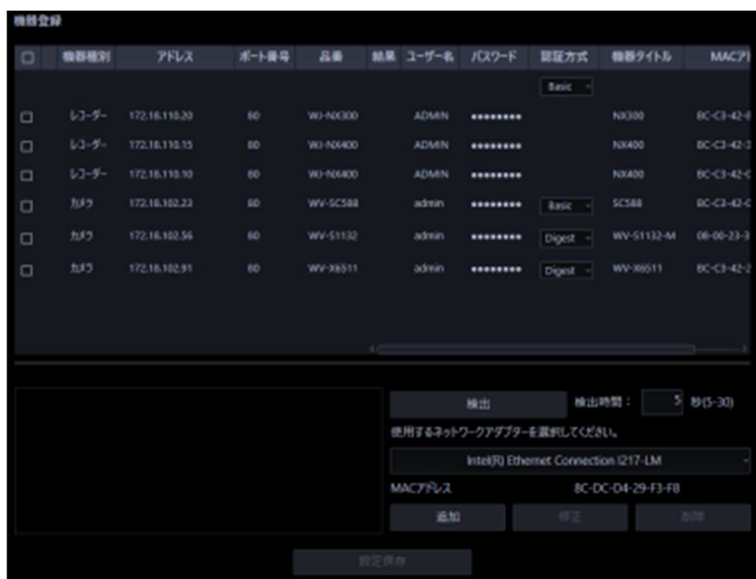 機器登録
機器種別 アドレス ポート番号 品番 結果 ユーザー名 パスワード 認証方式 機器タイトル MACアド
Basic
レコーダー 172.18.110.20 80 WJ-NX300 ADMIN ●●●●●●●● NX300 BC-C3-42-
レコーダー 172.18.110.15 80 WJ-NX400 ADMIN ●●●●●●●● NX400 BC-C3-42-
レコーダー 172.18.110.10 80 WJ-NX400 ADMIN ●●●●●●●● NX400 BC-C3-42-
カメラ 172.18.102.23 80 WV-SC588 admin ●●●●●●●● Basic SC588 BC-C3-42-
カメラ 172.18.102.56 80 WV-S1132 admin ●●●●●●●● Digest WV-S1132-M 08-00-23-3
カメラ 172.18.102.91 80 WV-X6511 admin ●●●●●●●● Digest WV-X6511 BC-C3-42-2
検出 検出時間： 5 秒(5-30)
使用するネットワークアダプターを選択してください。
Intel(R) Ethernet Connection I217-LM
MACアドレス 8C-DC-D4-29-F3-F8
追加 修正 削除
設定保存